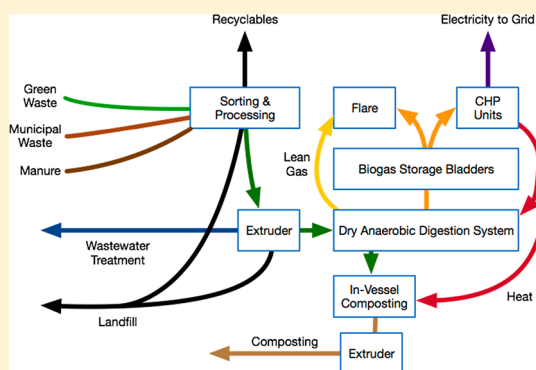 Recyclables
Electricity to Grid
Green
Waste
Municipal
Waste
Manure
Sorting &
Processing
Flare
CHP
Units
Lean
Gas
Biogas Storage Bladders
Extruder
Dry Anaerobic Digestion System
Wastewater
Treatment
In-Vessel
Composting
Heat
Landfill
Composting
Extruder